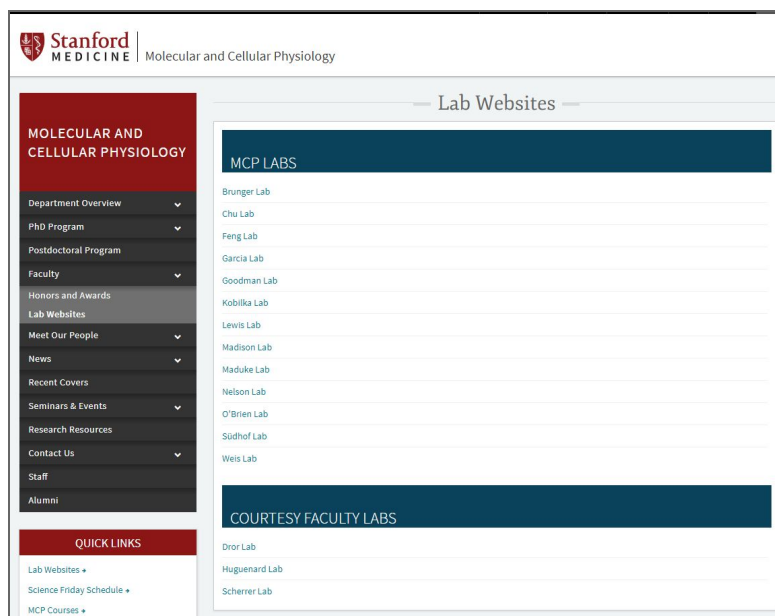 Stanford
MEDICINE
Molecular and Cellular Physiology
Lab Websites
MOLECULAR AND
CELLULAR PHYSIOLOGY
Department Overview
PhD Program
Postdoctoral Program
Faculty
Honors and Awards
Lab Websites
Meet Our People
News
Recent Covers
Seminars & Events
Research Resources
Contact Us
Staff
Alumni
QUICK LINKS
Lab Websites
Science Friday Schedule
MCP Courses
MCP LABS
Brunger Lab
Chu Lab
Feng Lab
Garcia Lab
Goodman Lab
Kobilka Lab
Lewis Lab
Madison Lab
Maduke Lab
Nelson Lab
O'Brien Lab
Südhof Lab
Weis Lab
COURTESY FACULTY LABS
Dror Lab
Huguenard Lab
Scherrer Lab